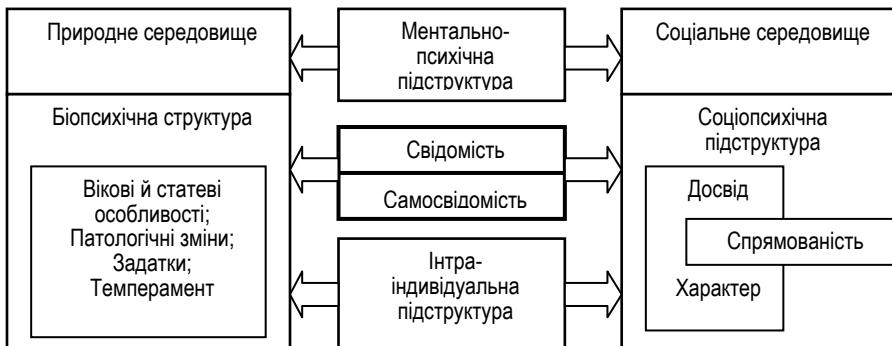 Природне середовище
Біопсихічна структура
Вікові й статеві
особливості;
Патологічні зміни;
Задатки;
Темперамент
Ментально-
психічна
підструктура
Свідомість
Самосвідомість
Інтра-
індивідуальна
підструктура
Соціальне середовище
Соціопсихічна
підструктура
Досвід
Спрямованість
Характер